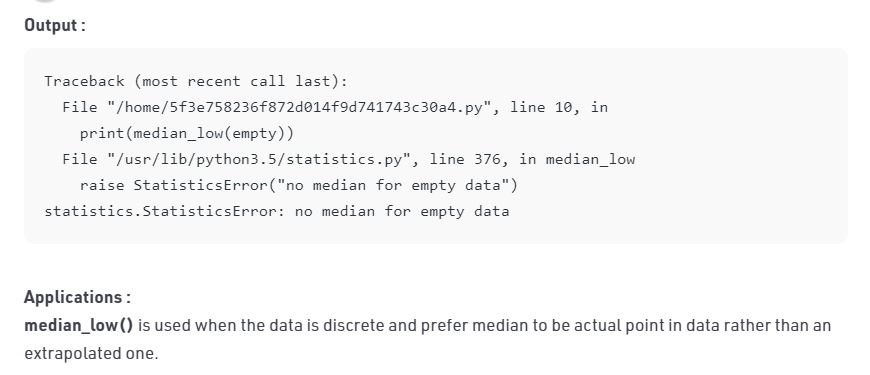 Output :
Traceback (most recent call last):
  File "/home/5f3e758236f872d014f9d741743c30a4.py", line 10, in
    print(median_low(empty))
  File "/usr/lib/python3.5/statistics.py", line 376, in median_low
    raise StatisticsError("no median for empty data")
statistics.StatisticsError: no median for empty data
Applications :
median_low() is used when the data is discrete and prefer median to be actual point in data rather than an
extrapolated one.